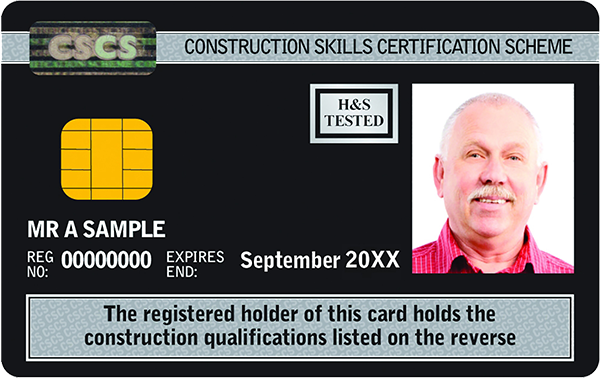 CSCS
CONSTRUCTION SKILLS CERTIFICATION SCHEME
H&S
TESTED
MR A SAMPLE
REG
NO: 00000000 EXPIRES
END: September 20XX
The registered holder of this card holds the
construction qualifications listed on the reverse